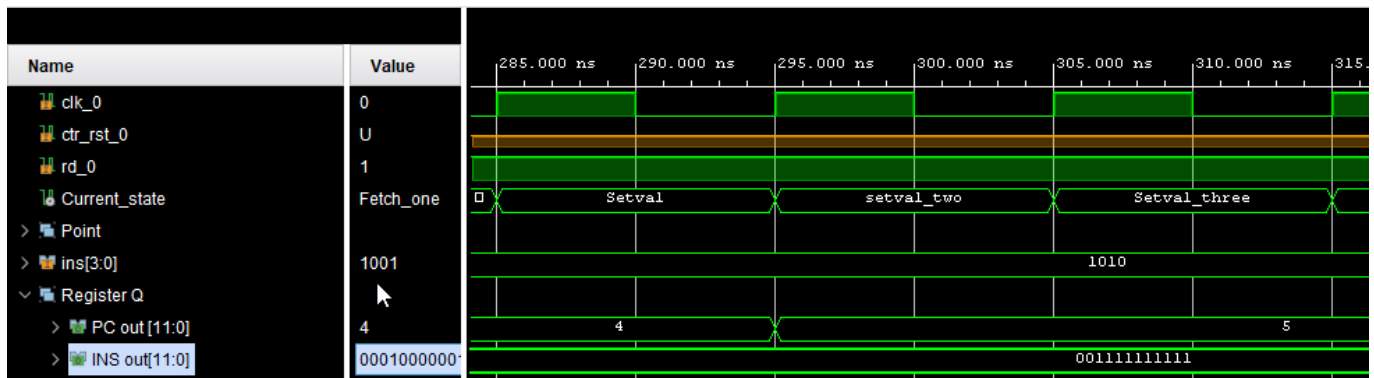 Name Value 285.000 ns 290.000 ns 295.000 ns 300.000 ns 305.000 ns 310.000 ns 315.
clk_0 0
ctr_rst_0 U
rd_0 1
Current_state Fetch_one Setval setval_two Setval_three
Point
ins[3:0] 1001 1010
Register Q
PC out [11:0] 4 4 5
INS out[11:0] 0001000000 001111111111